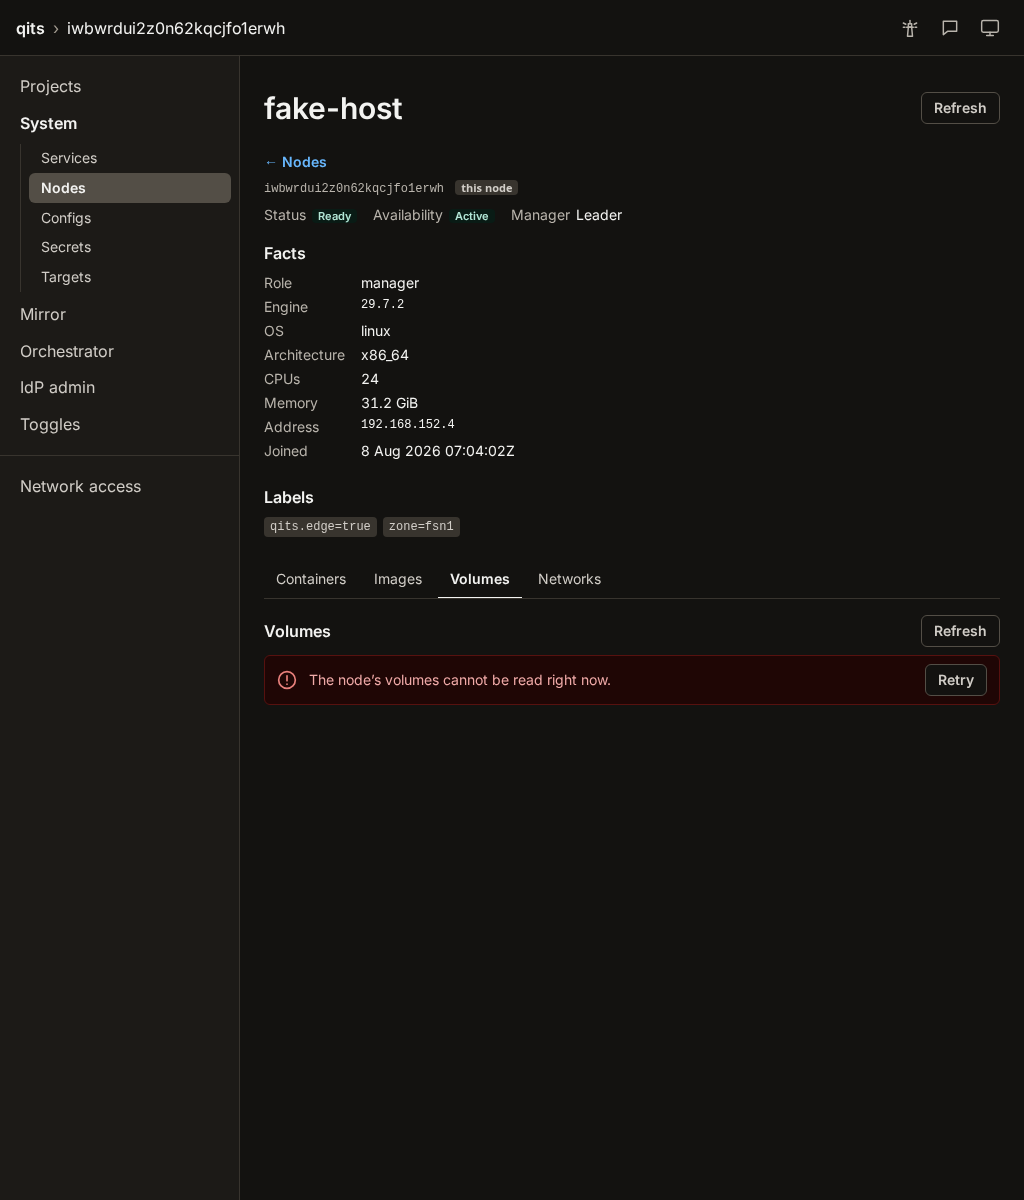 qits › iwbwrdui2z0n62kqcjfo1erwh
Projects
System
Services
Nodes
Configs
Secrets
Targets
Mirror
Orchestrator
IdP admin
Toggles
Network access
fake-host
Refresh
← Nodes
iwbwrdui2z0n62kqcjfo1erwh this node
Status Ready Availability Active Manager Leader
Facts
Role manager
Engine 29.7.2
OS linux
Architecture x86_64
CPUs 24
Memory 31.2 GiB
Address 192.168.152.4
Joined 8 Aug 2026 07:04:02Z
Labels
qits.edge=true zone=fsn1
Containers Images Volumes Networks
Volumes
Refresh
The node’s volumes cannot be read right now.
Retry